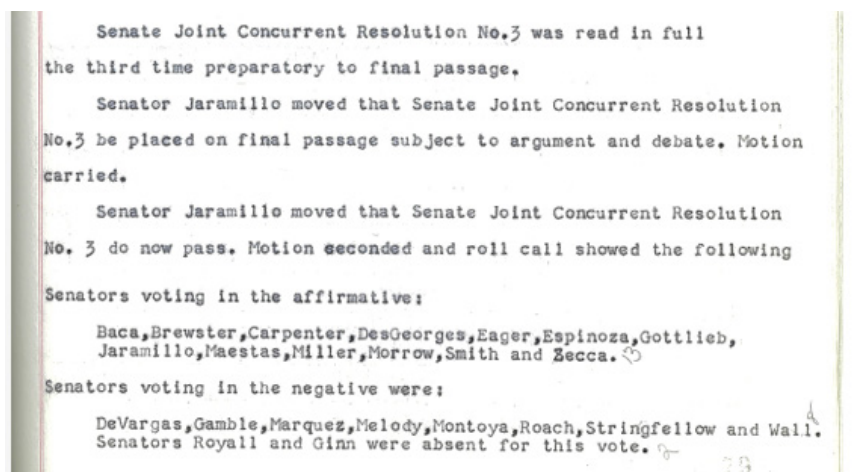 Senate Joint Concurrent Resolution No.3 was read in full
the third time preparatory to final passage.
Senator Jaramillo moved that Senate Joint Concurrent Resolution
No.3 be placed on final passage subject to argument and debate. Motion
carried.
Senator Jaramillo moved that Senate Joint Concurrent Resolution
No. 3 do now pass. Motion seconded and roll call showed the following
Senators voting in the affirmative:
Baca,Brewster,Carpenter,DesGeorges,Eager,Espinoza,Gottlieb,
Jaramillo,Maestas,Miller,Morrow,Smith and Zecca.
Senators voting in the negative were:
DeVargas,Gamble,Marquez,Melody,Montoya,Roach,Stringfellow and Wall.
Senators Royall and Ginn were absent for this vote.